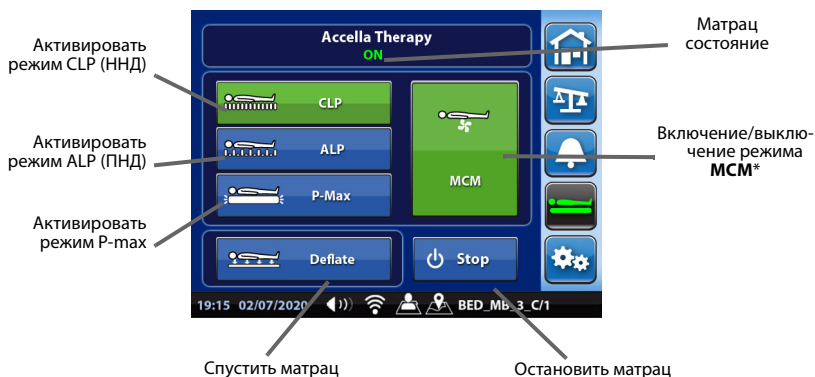 Accella Therapy
ON
Матрац
состояние
Активировать
режим CLP (ННД)
CLP
Активировать
режим ALP (ПНД)
ALP
Включение/выклю-
чение режима
MCM*
MCM
P-Max
Активировать
режим P-max
Deflate
Stop
19:15 02/07/2020 BED_MB_3_C/1
Спустить матрац
Остановить матрац